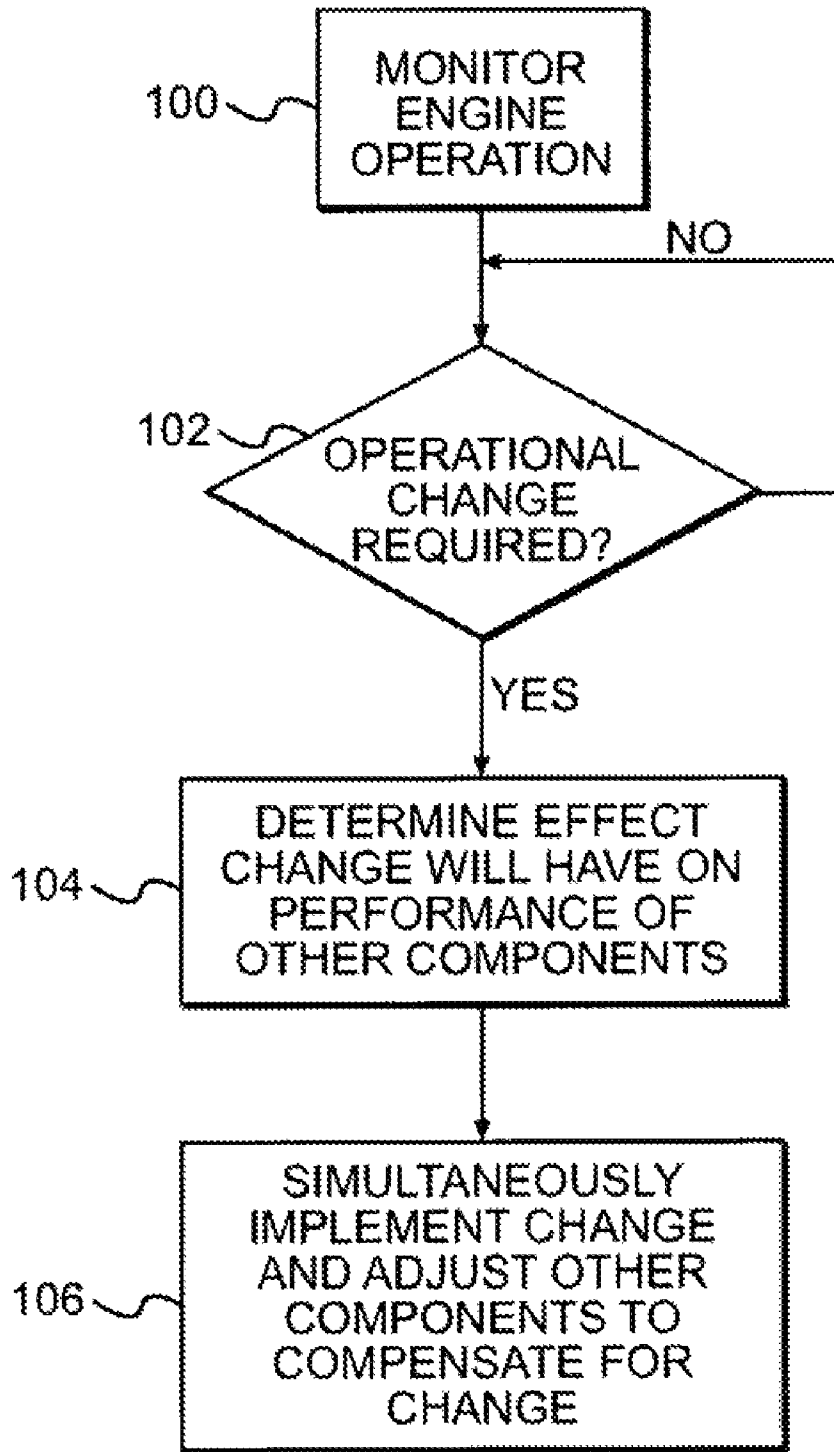 100
MONITOR
ENGINE
OPERATION
NO
102
OPERATIONAL
CHANGE
REQUIRED?
YES
104
DETERMINE EFFECT
CHANGE WILL HAVE ON
PERFORMANCE OF
OTHER COMPONENTS
106
SIMULTANEOUSLY
IMPLEMENT CHANGE
AND ADJUST OTHER
COMPONENTS TO
COMPENSATE FOR
CHANGE